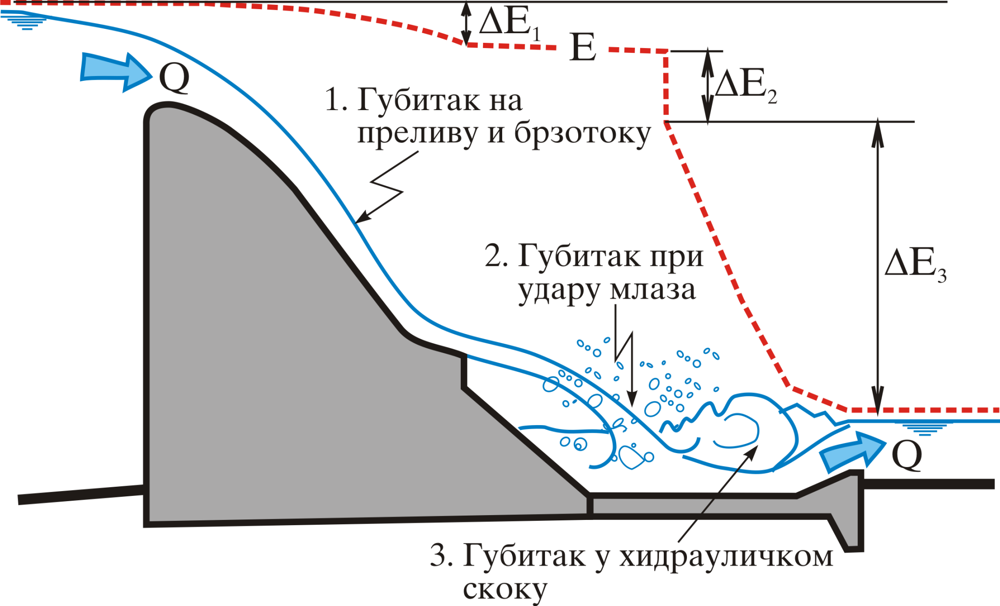 ΔE₁
E
Q
ΔE₂
1. Губитак на
преливу и брзотоку
2. Губитак при
удару млаза
ΔE₃
Q
3. Губитак у хидрауличком
скоку